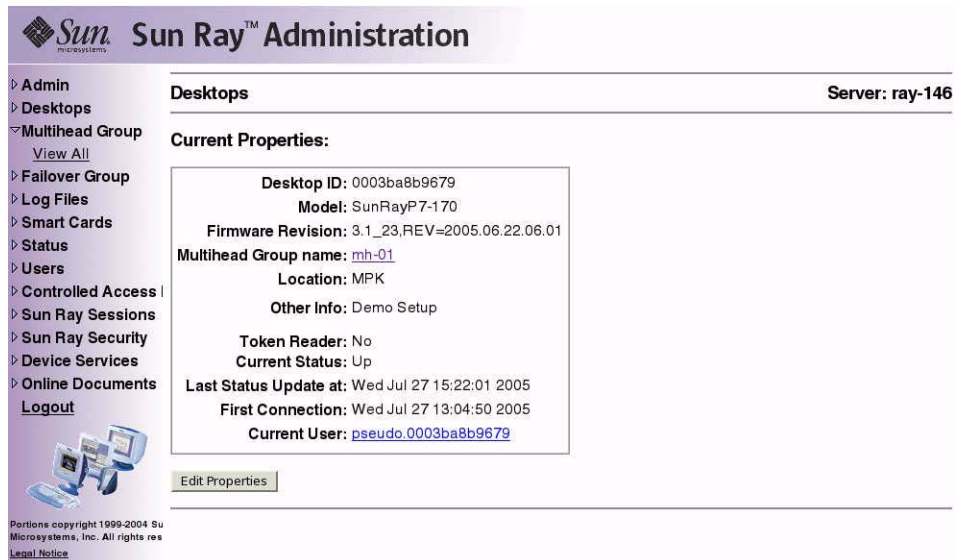 Sun
microsystems
Sun Ray™ Administration
Admin
Desktops
Multihead Group
View All
Failover Group
Log Files
Smart Cards
Status
Users
Controlled Access
Sun Ray Sessions
Sun Ray Security
Device Services
Online Documents
Logout
Portions copyright 1999-2004 Su
Microsystems, Inc. All rights res
Legal Notice
Desktops
Server: ray-146
Current Properties:
Desktop ID: 0003ba8b9679
Model: SunRayP7-170
Firmware Revision: 3.1_23,REV=2005.06.22.06.01
Multihead Group name: mh-01
Location: MPK
Other Info: Demo Setup
Token Reader: No
Current Status: Up
Last Status Update at: Wed Jul 27 15:22:01 2005
First Connection: Wed Jul 27 13:04:50 2005
Current User: pseudo.0003ba8b9679
Edit Properties